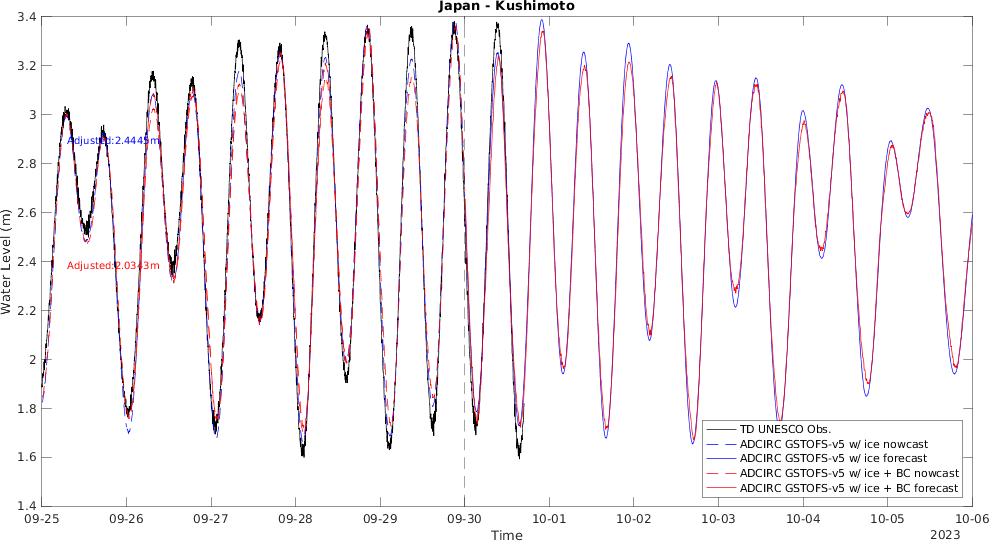 Japan - Kushimoto
3.4
3.2
3
2.8
2.6
2.4
2.2
2
1.8
1.6
1.4
Water Level (m)
Adjusted:2.4449m
Adjusted:2.0343m
TD UNESCO Obs.
ADCIRC GSTOFS-v5 w/ ice nowcast
ADCIRC GSTOFS-v5 w/ ice forecast
ADCIRC GSTOFS-v5 w/ ice + BC nowcast
ADCIRC GSTOFS-v5 w/ ice + BC forecast
09-25 09-26 09-27 09-28 09-29 09-30 10-01 10-02 10-03 10-04 10-05 10-06
Time
2023